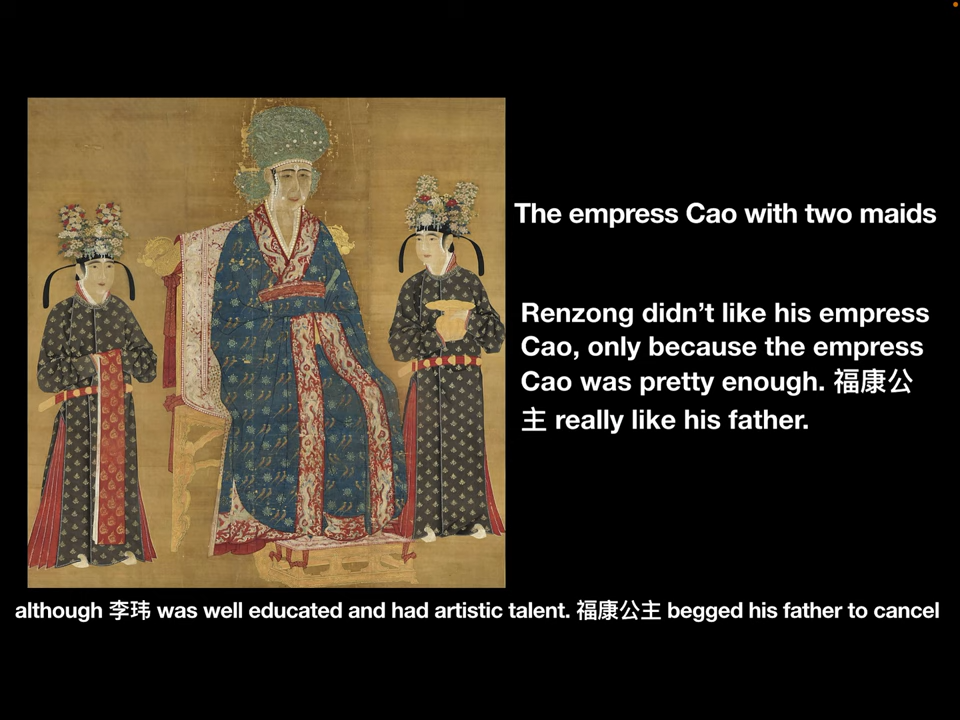 The empress Cao with two maids
Renzong didn't like his empress
Cao, only because the empress
Cao was pretty enough. 福康公
主 really like his father.
although 李玮 was well educated and had artistic talent. 福康公主 begged his father to cancel